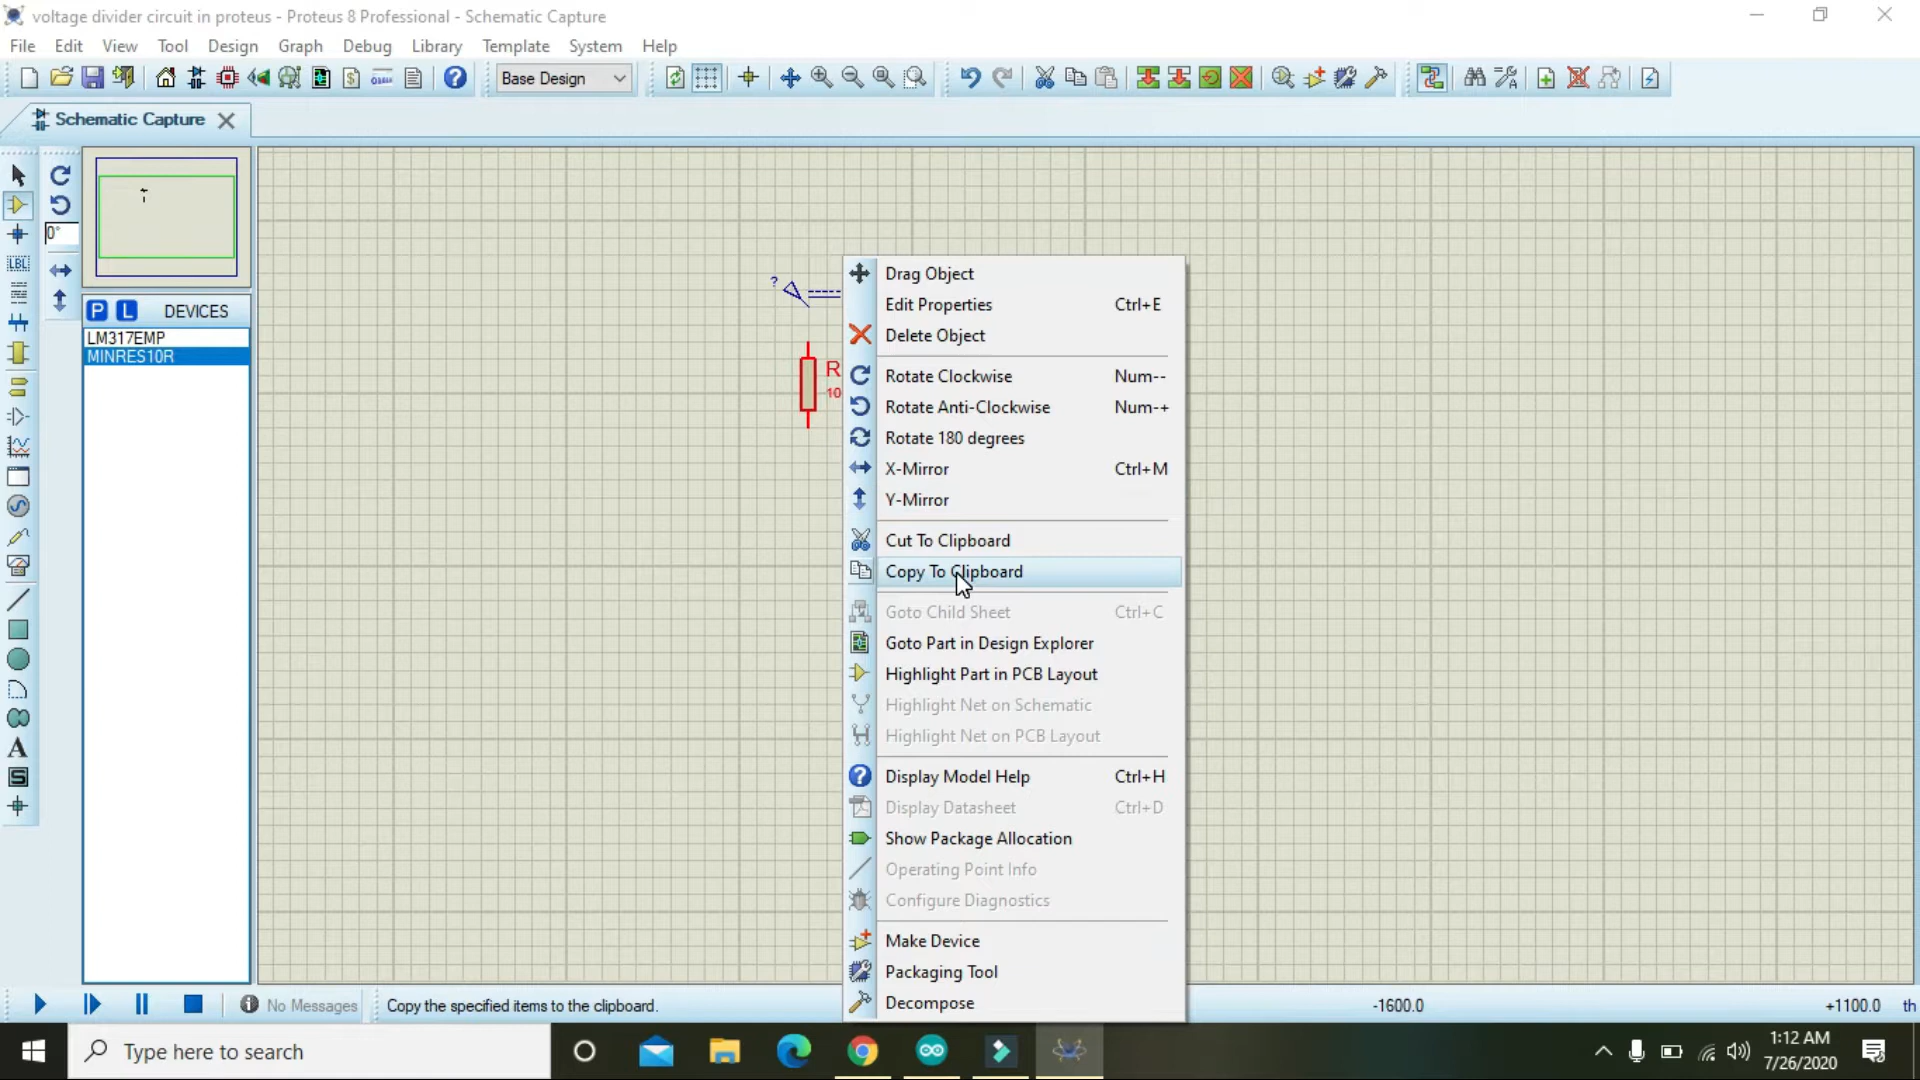 voltage divider circuit in proteus - Proteus 8 Professional - Schematic Capture
File Edit View Tool Design Graph Debug Library Template System Help
Base Design
Schematic Capture
0°
LBL
P L DEVICES
LM317EMP
MINRES10R
A
S
?
R
10
Drag Object
Edit Properties Ctrl+E
Delete Object
Rotate Clockwise Num--
Rotate Anti-Clockwise Num-+
Rotate 180 degrees
X-Mirror Ctrl+M
Y-Mirror
Cut To Clipboard
Copy To Clipboard
Goto Child Sheet Ctrl+C
Goto Part in Design Explorer
Highlight Part in PCB Layout
Highlight Net on Schematic
Highlight Net on PCB Layout
Display Model Help Ctrl+H
Display Datasheet Ctrl+D
Show Package Allocation
Operating Point Info
Configure Diagnostics
Make Device
Packaging Tool
Decompose
No Messages Copy the specified items to the clipboard. -1600.0 +1100.0 th
Type here to search
1:12 AM
7/26/2020